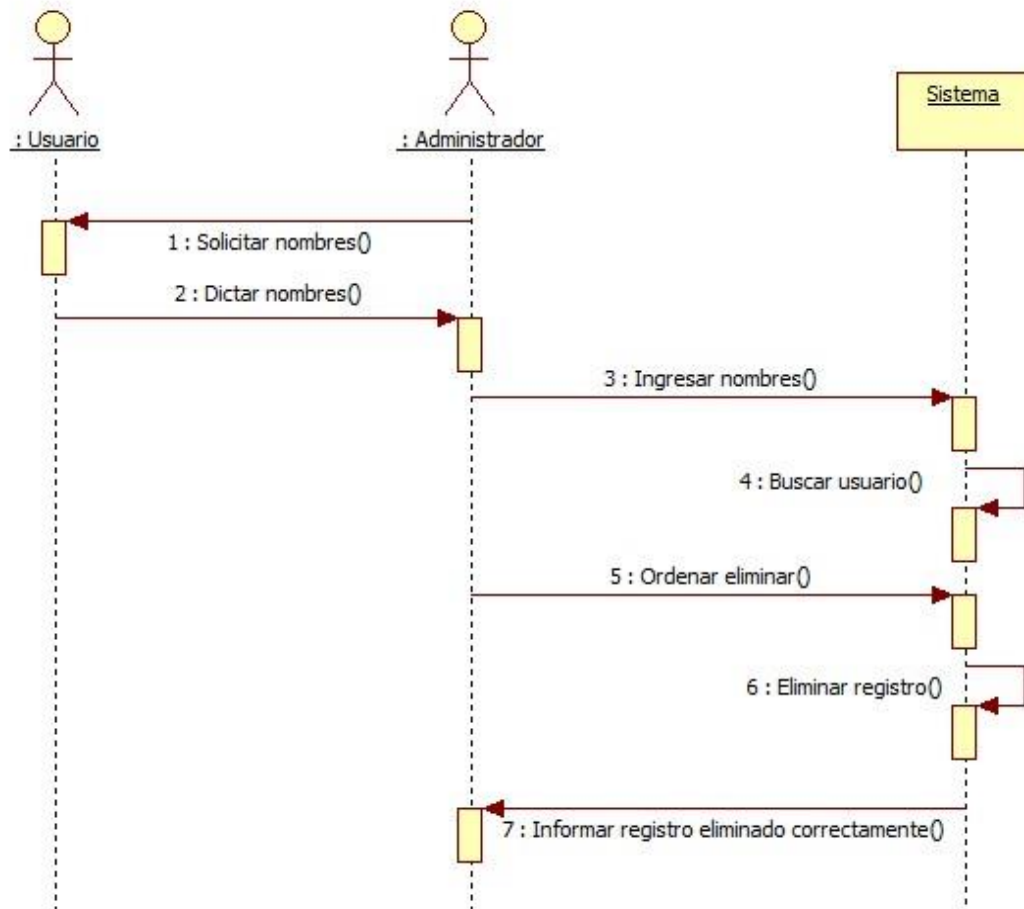 : Usuario
: Administrador
Sistema
1 : Solicitar nombres()
2 : Dictar nombres()
3 : Ingresar nombres()
4 : Buscar usuario()
5 : Ordenar eliminar()
6 : Eliminar registro()
7 : Informar registro eliminado correctamente()